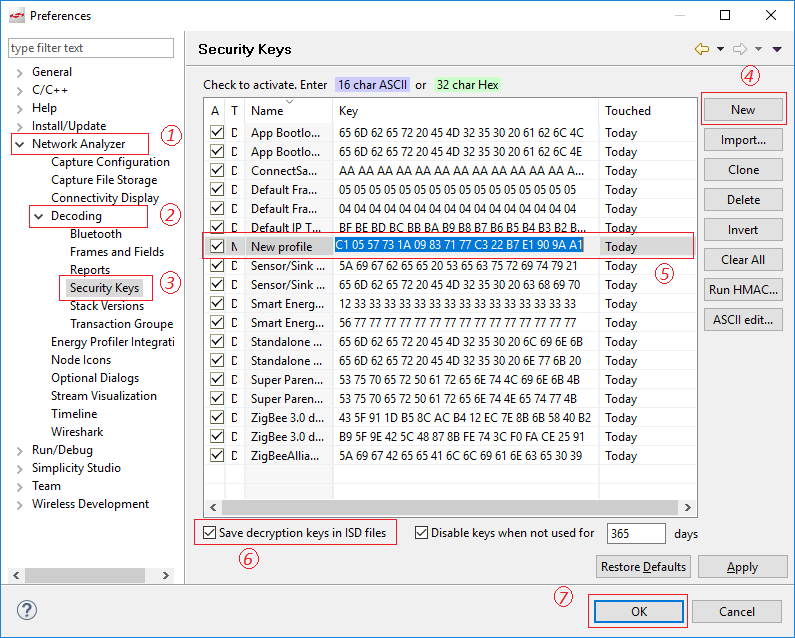 Preferences
type filter text
General
C/C++
Help
Install/Update
Network Analyzer
Capture Configuration
Capture File Storage
Connectivity Display
Decoding
Bluetooth
Frames and Fields
Reports
Security Keys
Stack Versions
Transaction Groupe
Energy Profiler Integrati
Node Icons
Optional Dialogs
Stream Visualization
Timeline
Wireshark
Run/Debug
Simplicity Studio
Team
Wireless Development
1
2
3
Security Keys
Check to activate. Enter 16 char ASCII or 32 char Hex
A T Name Key Touched
D App Bootlo... 65 6D 62 65 72 20 45 4D 32 35 30 20 61 62 6C 4C Today
D App Bootlo... 65 6D 62 65 72 20 45 4D 32 35 30 20 61 62 6C 4E Today
D ConnectSa... AA AA AA AA AA AA AA AA AA AA AA AA AA A... Today
D Default Fra... 05 05 05 05 05 05 05 05 05 05 05 05 05 05 05 05 Today
D Default Fra... 04 04 04 04 04 04 04 04 04 04 04 04 04 04 04 04 Today
D Default IP T... BF BE BD BC BB BA B9 B8 B7 B6 B5 B4 B3 B2 B... Today
N New profile C1 05 57 73 1A 09 83 71 77 C3 22 B7 E1 90 9A A1 Today
D Sensor/Sink ... 5A 69 67 62 65 65 20 53 65 63 75 72 69 74 79 21 Today
D Sensor/Sink ... 65 6D 62 65 72 20 45 4D 32 35 30 20 63 68 69 70 Today
D Smart Energ... 12 33 33 33 33 33 33 33 33 33 33 33 33 33 33 33 Today
D Smart Energ... 56 77 77 77 77 77 77 77 77 77 77 77 77 77 77 77 Today
D Standalone ... 65 6D 62 65 72 20 45 4D 32 35 30 20 6C 69 6E 6B Today
D Standalone ... 65 6D 62 65 72 20 45 4D 32 35 30 20 6E 77 6B 20 Today
D Super Paren... 53 75 70 65 72 50 61 72 65 6E 74 4C 69 6E 6B 4B Today
D Super Paren... 53 75 70 65 72 50 61 72 65 6E 74 4E 65 74 77 4B Today
D ZigBee 3.0 d... 43 5F 91 1D B5 8C AC B4 12 EC 7E 8B 6B 58 40 B2 Today
D ZigBee 3.0 d... B9 5F 9E 42 5C 48 87 8B FE 74 3C F0 FA CE 25 91 Today
D ZigBeeAllia... 5A 69 67 42 65 65 41 6C 6C 69 61 6E 63 65 30 39 Today
4
New
Import...
Clone
Delete
Invert
Clear All
Run HMAC...
ASCII edit...
5
Save decryption keys in ISD files
Disable keys when not used for 365 days
6
Restore Defaults
Apply
7
?
OK
Cancel